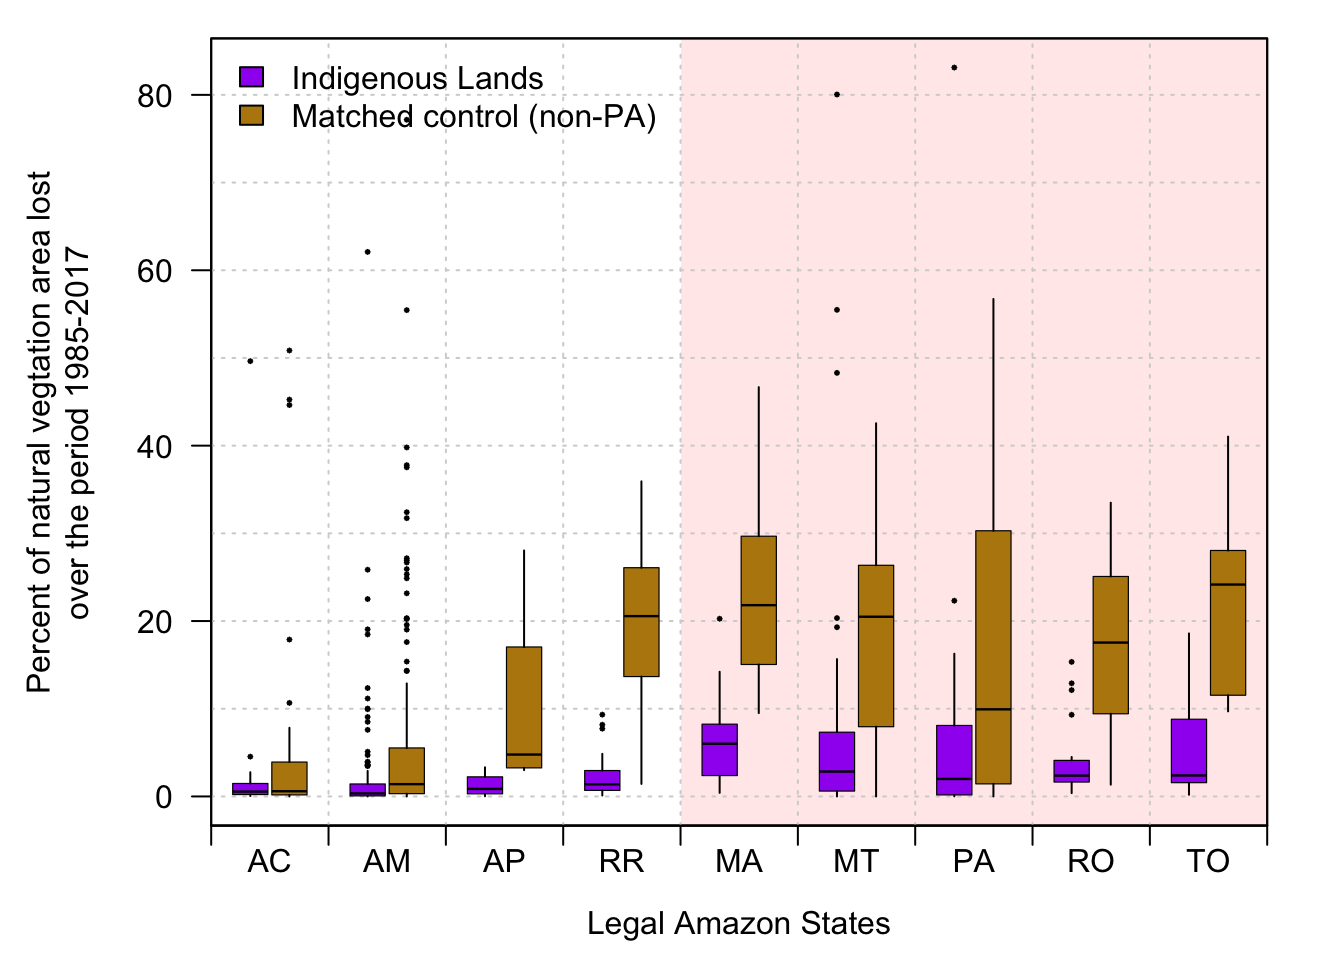 Indigenous Lands
Matched control (non-PA)
Percent of natural vegtation area lost
over the period 1985-2017
80
60
40
20
0
AC AM AP RR MA MT PA RO TO
Legal Amazon States